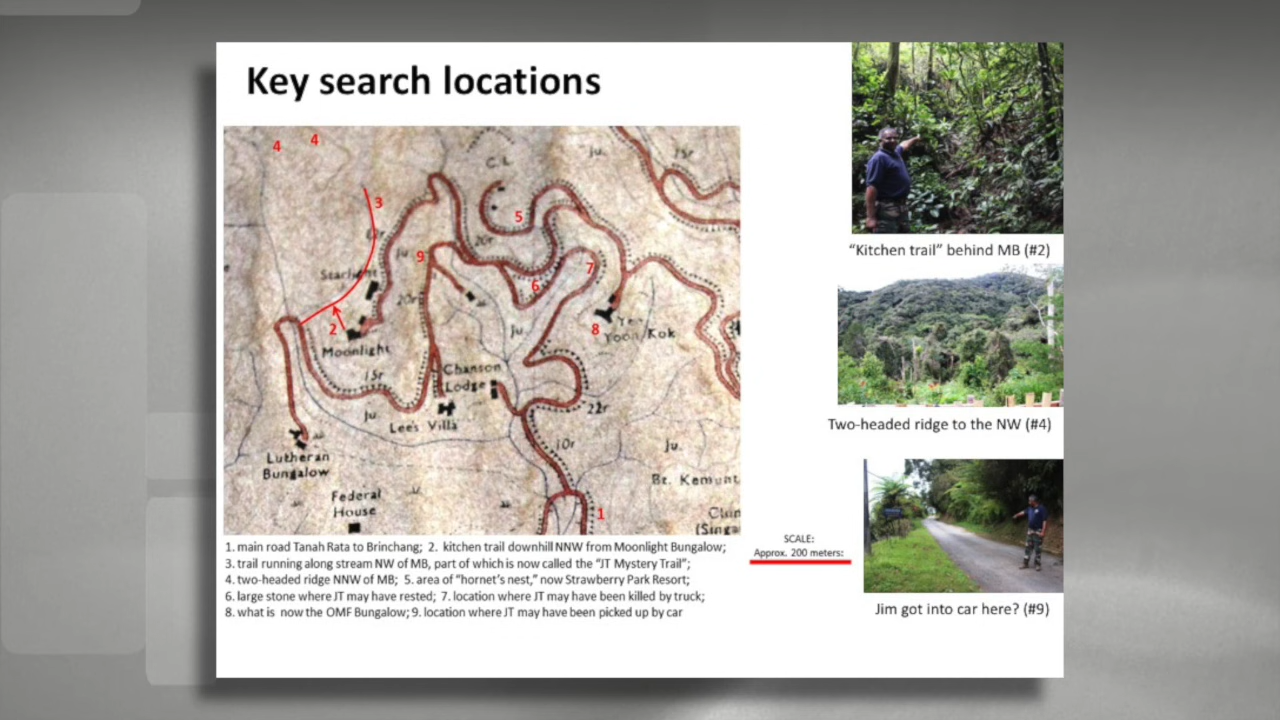 Key search locations
4
4
C.L
Ju.
15r
3
5
20r
Ju
9
7
Starlight
20r
6
2
8
Yoon Kok
Ju.
Moonlight
15r
Chanson
Lodge
22r
Ju
Lee's Villa
10r
Ju.
Lutheran
Bungalow
Federal
House
1
1. main road Tanah Rata to Brinchang; 2. kitchen trail downhill NNW from Moonlight Bungalow;
3. trail running along stream NW of MB, part of which is now called the "JT Mystery Trail";
4. two-headed ridge NNW of MB; 5. area of "hornet's nest," now Strawberry Park Resort;
6. large stone where JT may have rested; 7. location where JT may have been killed by truck;
8. what is now the OMF Bungalow; 9. location where JT may have been picked up by car
SCALE:
Approx. 200 meters:
"Kitchen trail" behind MB (#2)
Two-headed ridge to the NW (#4)
Jim got into car here? (#9)